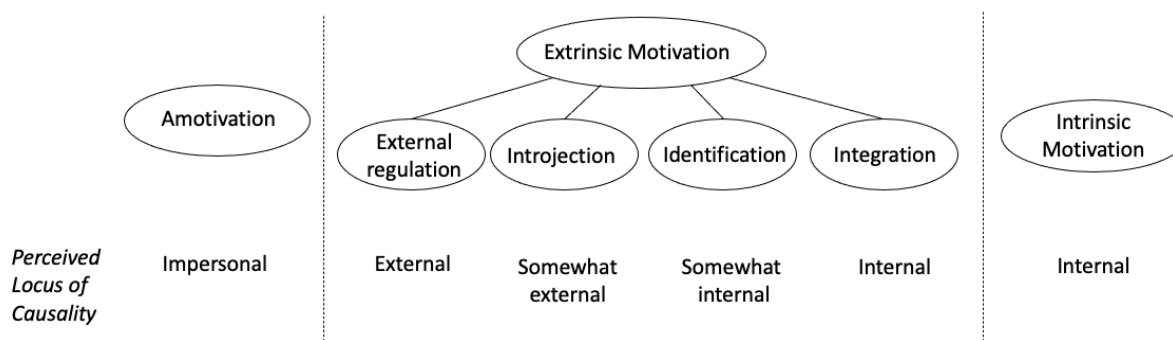 Extrinsic Motivation
Amotivation
External
regulation
Introjection
Identification
Integration
Intrinsic
Motivation
Perceived
Locus of
Causality
Impersonal
External
Somewhat
external
Somewhat
internal
Internal
Internal